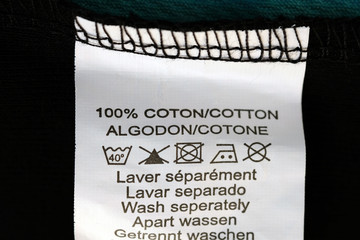 100% COTON/COTTON
ALGODON/COTONE
40°
Laver séparément
Lavar separado
Wash seperately
Apart wassen
Getrennt waschen